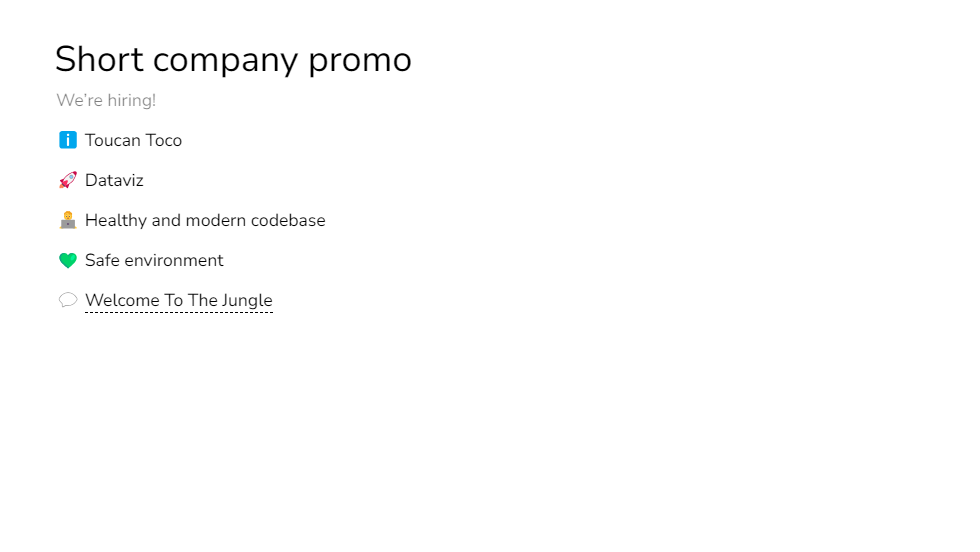 Short company promo
We're hiring!
ℹ️ Toucan Toco
🚀 Dataviz
🧑‍💻 Healthy and modern codebase
💚 Safe environment
💬 Welcome To The Jungle